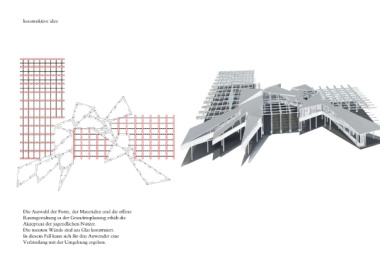 konstruktive idee
Die Auswahl der Form, der Materialien und die offene
Raumgestaltung in der Grundrissplanung erhält die
Akzeptanz der jugendlichen Nutzer.
Die meisten Wände sind aus Glas konstruiert.
In diesem Fall kann sich für den Anwender eine
Verbindung mit der Umgebung ergeben.